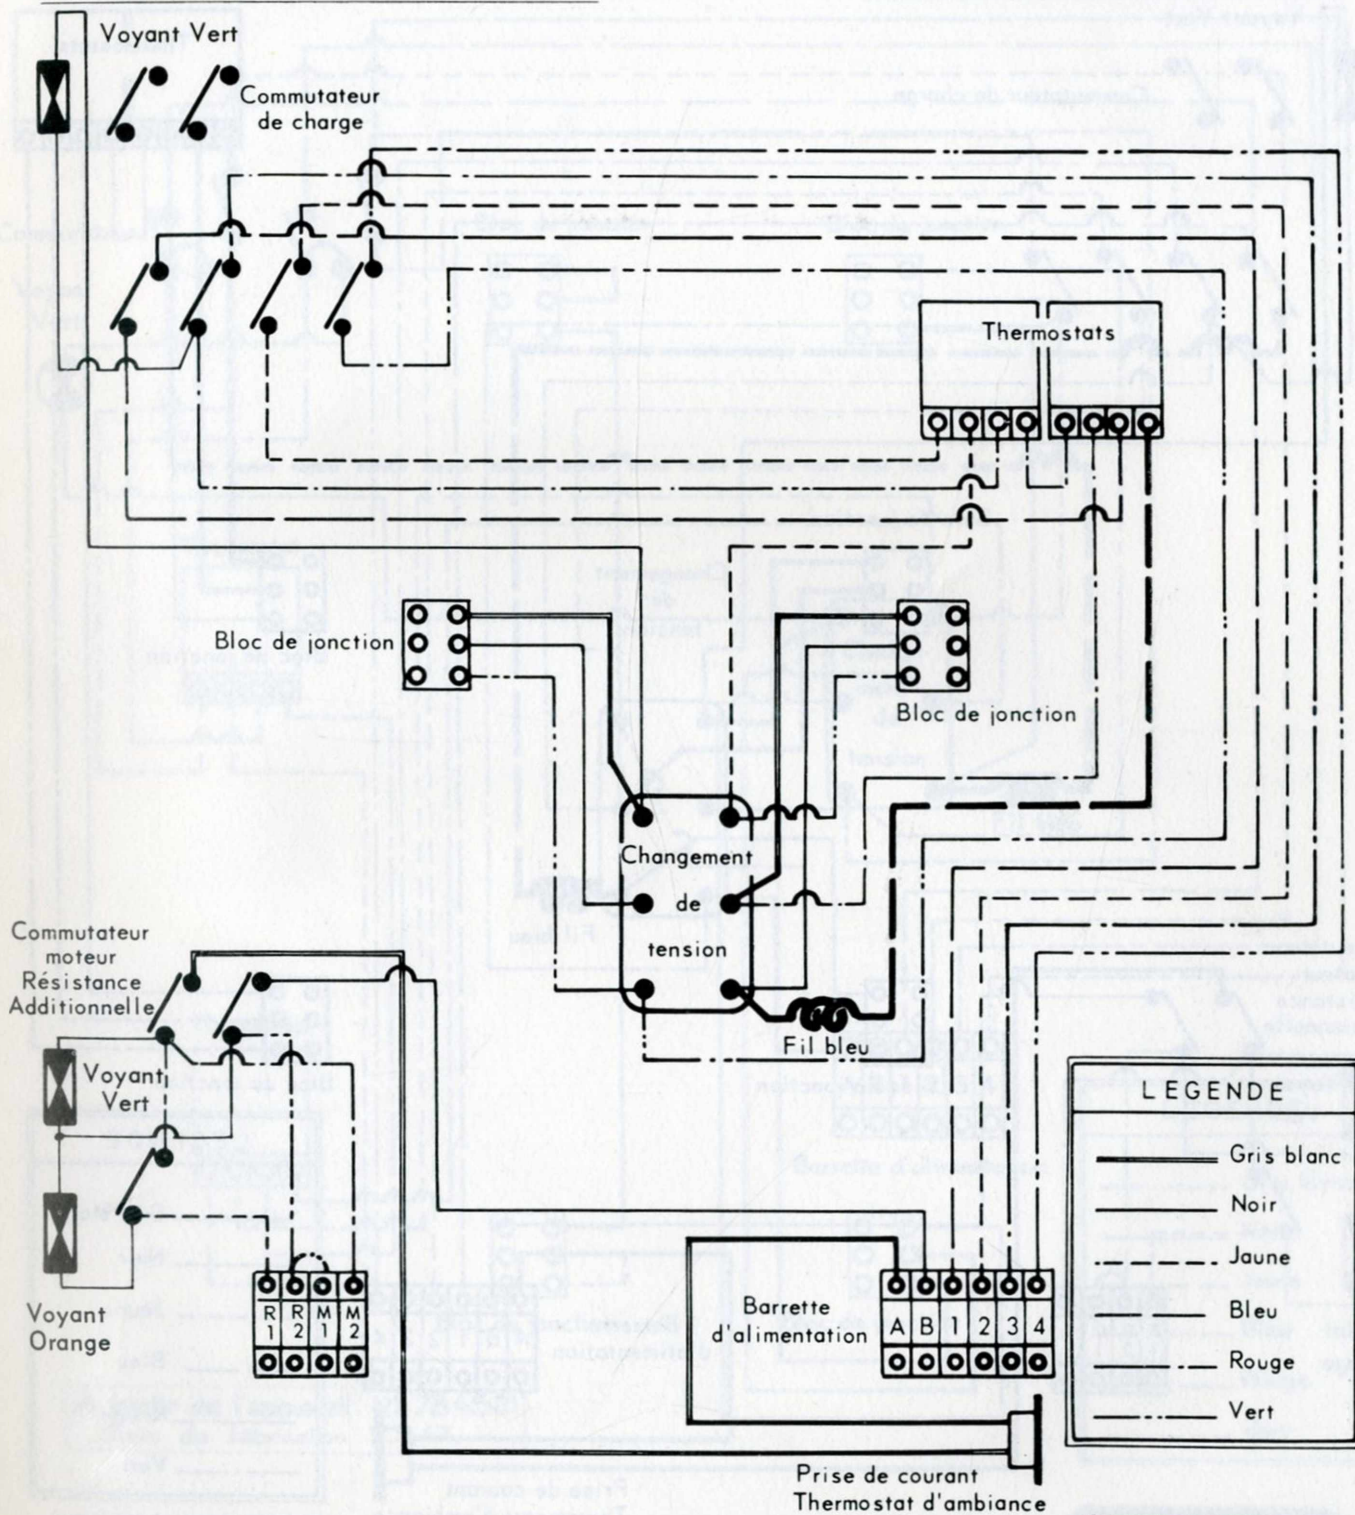 Voyant Vert
Commutateur
de charge
Thermostats
Bloc de jonction
Bloc de jonction
Changement
de
tension
Commutateur
moteur
Résistance
Additionnelle
Voyant
Vert
Fil bleu
Voyant
Orange
R R M M
1 2 1 2
Barrette
d'alimentation
A B 1 2 3 4
Prise de courant
Thermostat d'ambiance
LEGENDE
Gris blanc
Noir
Jaune
Bleu
Rouge
Vert